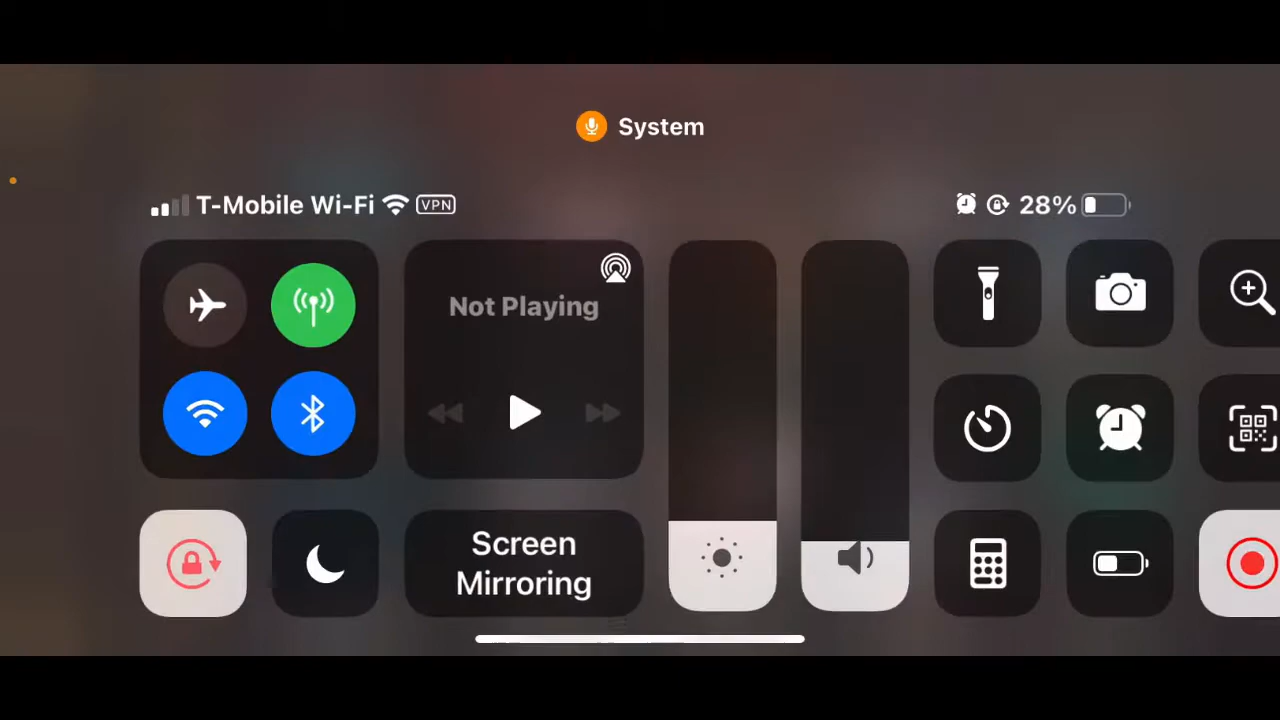 System
T-Mobile Wi-Fi VPN 28%
Not Playing
Screen
Mirroring